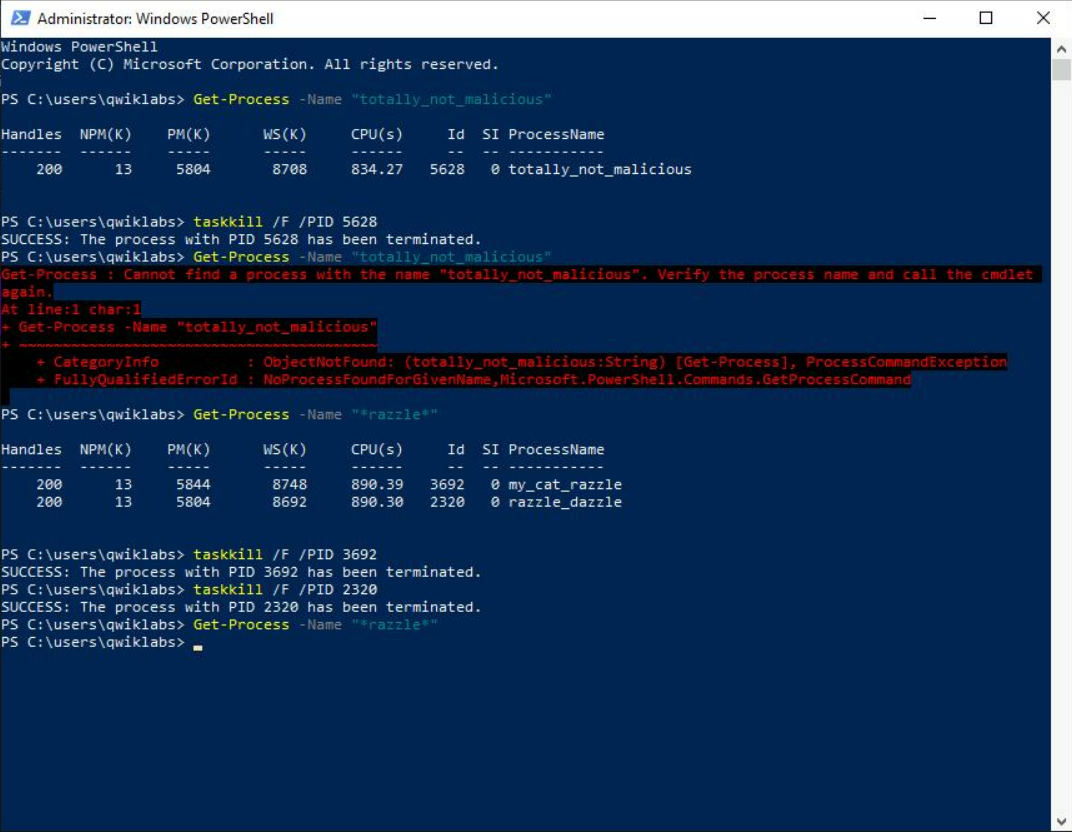 Administrator: Windows PowerShell
Windows PowerShell
Copyright (C) Microsoft Corporation. All rights reserved.
PS C:\users\qwiklabs> Get-Process -Name "totally_not_malicious"
Handles  NPM(K)    PM(K)      WS(K)     CPU(s)     Id  SI ProcessName
-------  ------    -----      -----     ------     --  -- -----------
    200      13     5804       8708     834.27   5628   0 totally_not_malicious
PS C:\users\qwiklabs> taskkill /F /PID 5628
SUCCESS: The process with PID 5628 has been terminated.
PS C:\users\qwiklabs> Get-Process -Name "totally_not_malicious"
Get-Process : Cannot find a process with the name "totally_not_malicious". Verify the process name and call the cmdlet
again.
At line:1 char:1
+ Get-Process -Name "totally_not_malicious"
+ ~~~~~~~~~~~~~~~~~~~~~~~~~~~~~~~~~~~~~~~~~
    + CategoryInfo          : ObjectNotFound: (totally_not_malicious:String) [Get-Process], ProcessCommandException
    + FullyQualifiedErrorId : NoProcessFoundForGivenName,Microsoft.PowerShell.Commands.GetProcessCommand
PS C:\users\qwiklabs> Get-Process -Name "*razzle*"
Handles  NPM(K)    PM(K)      WS(K)     CPU(s)     Id  SI ProcessName
-------  ------    -----      -----     ------     --  -- -----------
    200      13     5844       8748     890.39   3692   0 my_cat_razzle
    200      13     5804       8692     890.30   2320   0 razzle_dazzle
PS C:\users\qwiklabs> taskkill /F /PID 3692
SUCCESS: The process with PID 3692 has been terminated.
PS C:\users\qwiklabs> taskkill /F /PID 2320
SUCCESS: The process with PID 2320 has been terminated.
PS C:\users\qwiklabs> Get-Process -Name "*razzle*"
PS C:\users\qwiklabs>